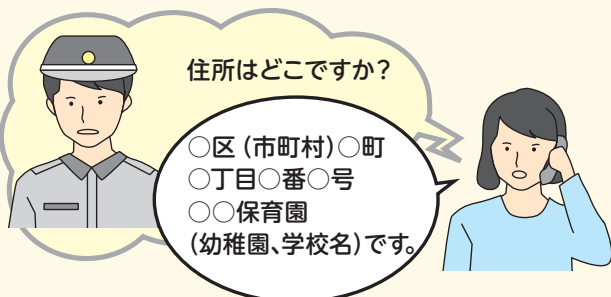 住所はどこですか？
○区（市町村）○町
○丁目○番○号
○○保育園
（幼稚園、学校名）です。